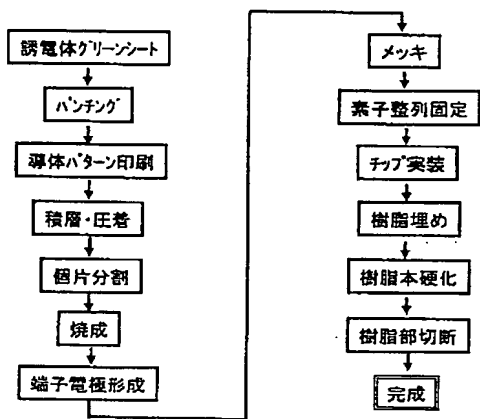 誘電体グリーンシート
パンチング
導体パターン印刷
積層・圧着
個片分割
焼成
端子電極形成
メッキ
素子整列固定
チップ実装
樹脂埋め
樹脂本硬化
樹脂部切断
完成